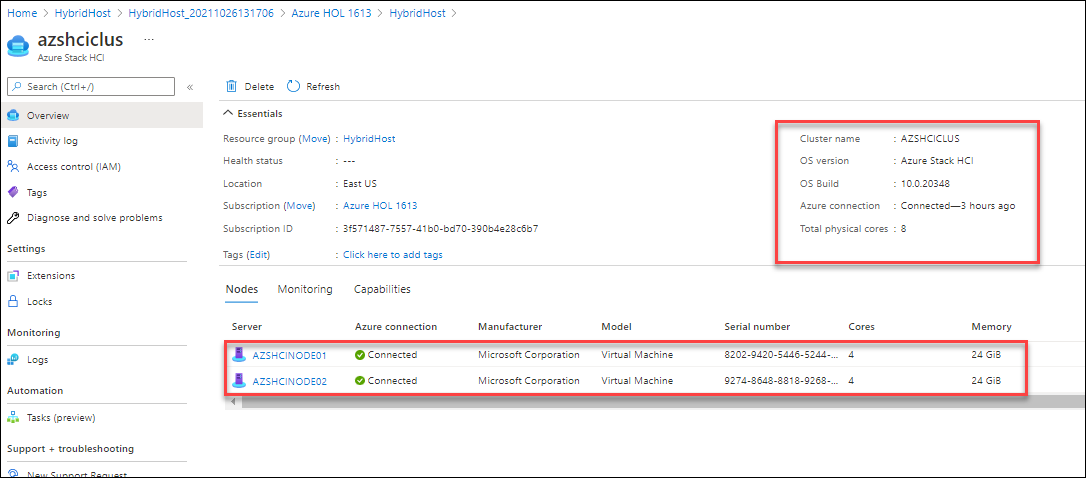 Home > HybridHost > HybridHost_20211026131706 > Azure HOL 1613 > HybridHost >
azshciclus ...
Azure Stack HCI
Search (Ctrl+/) «
Overview
Activity log
Access control (IAM)
Tags
Diagnose and solve problems
Settings
Extensions
Locks
Monitoring
Logs
Automation
Tasks (preview)
Support + troubleshooting
New Support Request
Delete Refresh
Essentials
Resource group (Move) : HybridHost
Health status : ---
Location : East US
Subscription (Move) : Azure HOL 1613
Subscription ID : 3f571487-7557-41b0-bd70-390b4e28c6b7
Tags (Edit) : Click here to add tags
Cluster name : AZSHCICLUS
OS version : Azure Stack HCI
OS Build : 10.0.20348
Azure connection : Connected—3 hours ago
Total physical cores : 8
Nodes Monitoring Capabilities
Server Azure connection Manufacturer Model Serial number Cores Memory
AZSHCINODE01 Connected Microsoft Corporation Virtual Machine 8202-9420-5446-5244-... 4 24 GiB
AZSHCINODE02 Connected Microsoft Corporation Virtual Machine 9274-8648-8818-9268-... 4 24 GiB